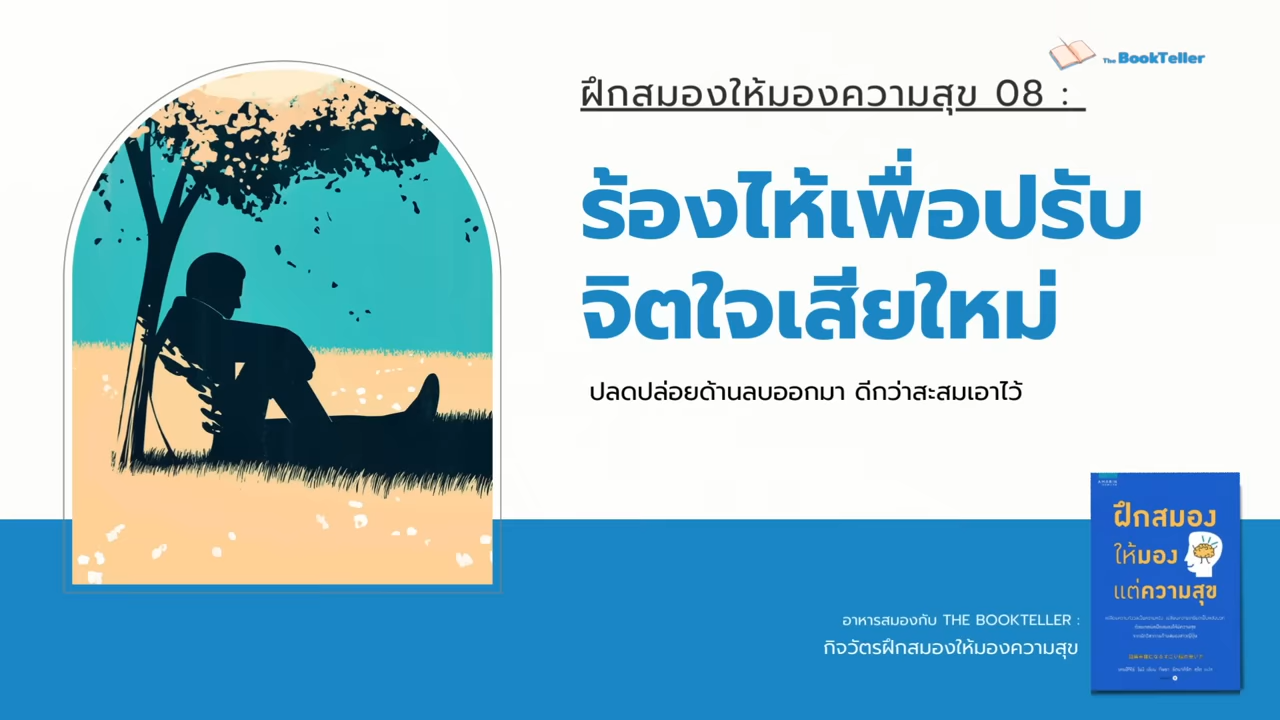 The BookTeller
ฝึกสมองให้มองความสุข 08 :
ร้องไห้เพื่อปรับ
จิตใจเสียใหม่
ปลดปล่อยด้านลบออกมา ดีกว่าสะสมเอาไว้
อาหารสมองกับ THE BOOKTELLER :
กิจวัตรฝึกสมองให้มองความสุข
ฝึกสมอง
ให้มอง
แต่ความสุข